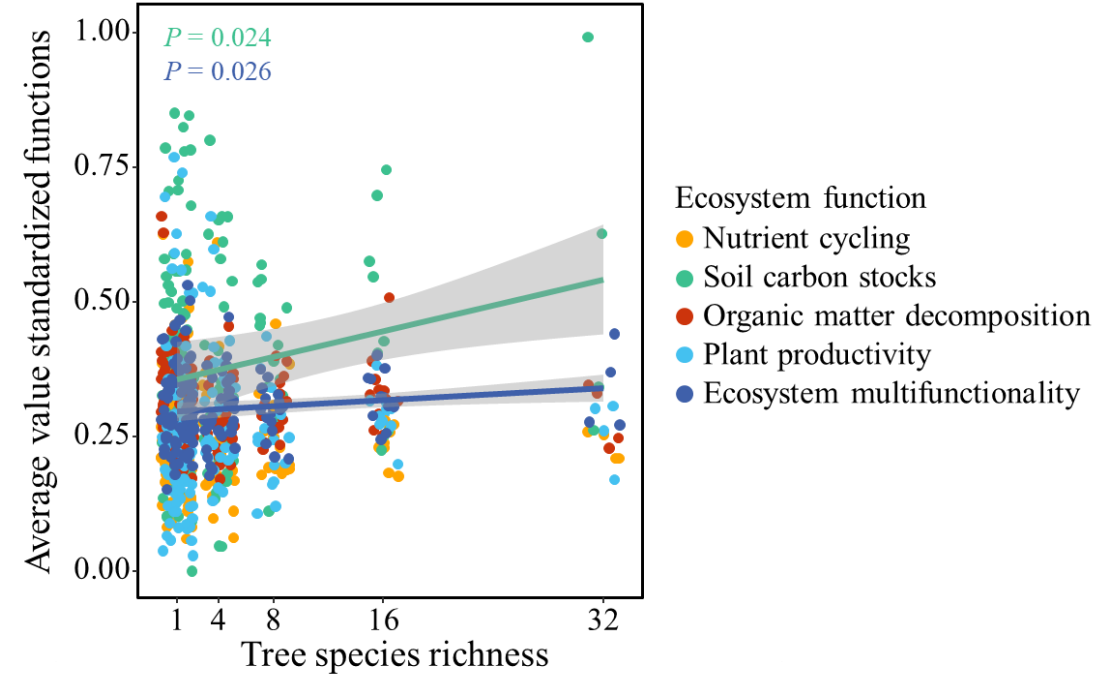 Average value standardized functions
1.00
0.75
0.50
0.25
0.00
P = 0.024
P = 0.026
1 4 8 16 32
Tree species richness
Ecosystem function
Nutrient cycling
Soil carbon stocks
Organic matter decomposition
Plant productivity
Ecosystem multifunctionality